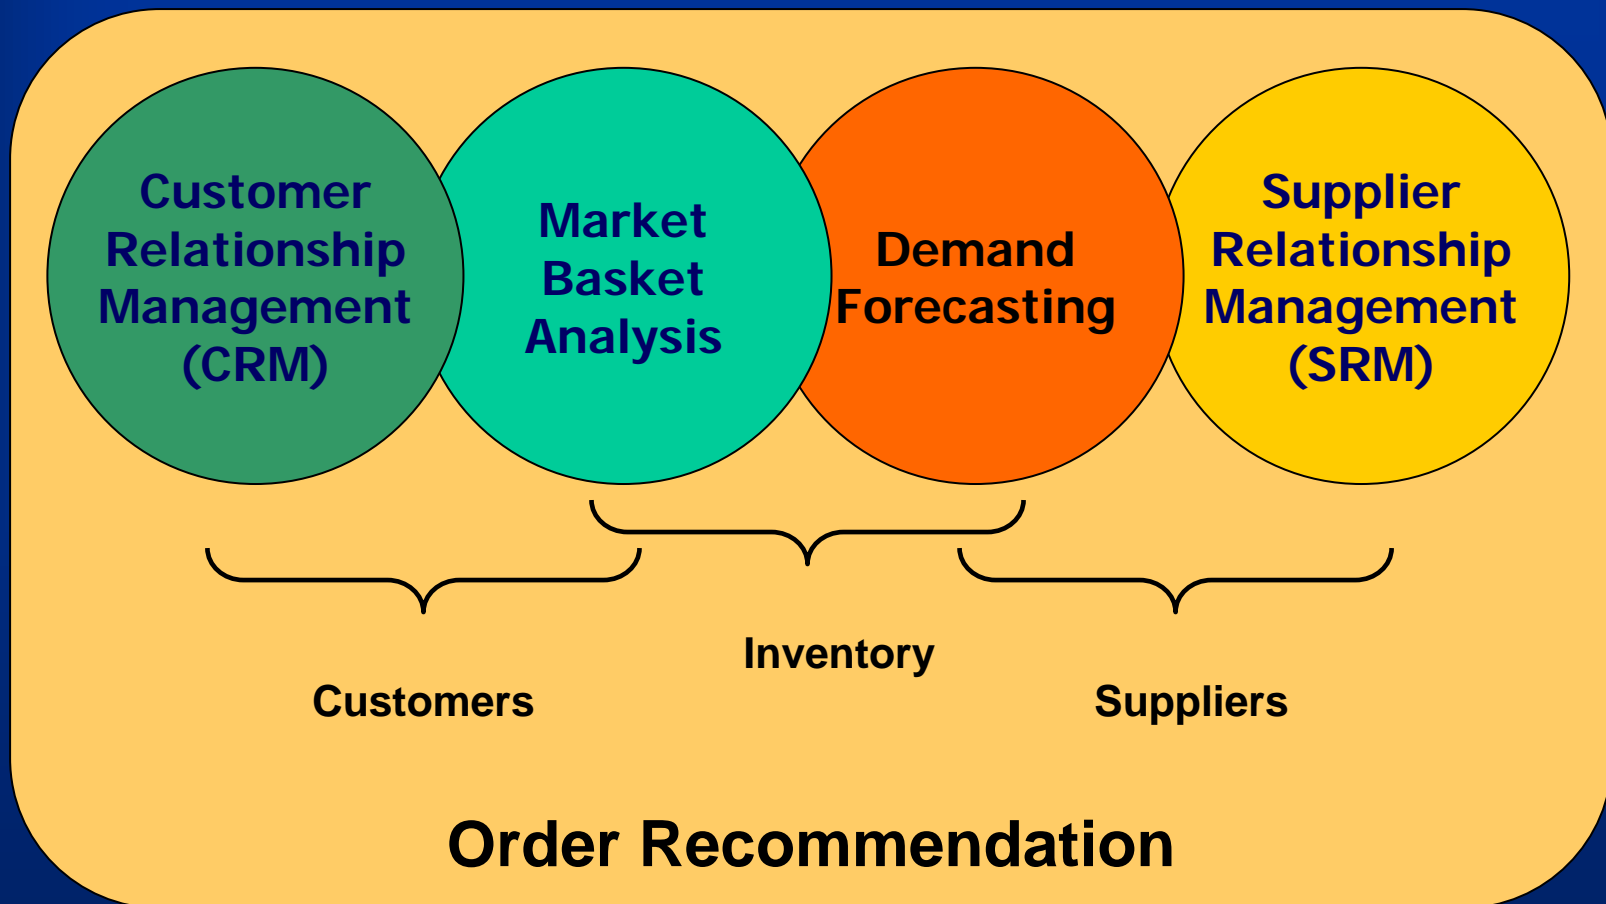 Customer
Relationship
Management
(CRM)
Market
Basket
Analysis
Demand
Forecasting
Supplier
Relationship
Management
(SRM)
Inventory
Customers
Suppliers
Order Recommendation